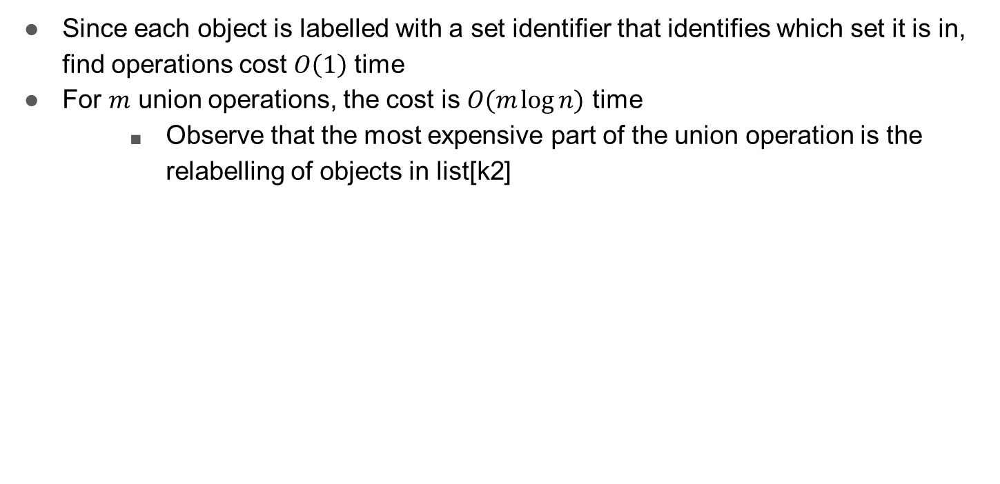 ● Since each object is labelled with a set identifier that identifies which set it is in,
find operations cost O(1) time
● For m union operations, the cost is O(m log n) time
■ Observe that the most expensive part of the union operation is the
relabelling of objects in list[k2]